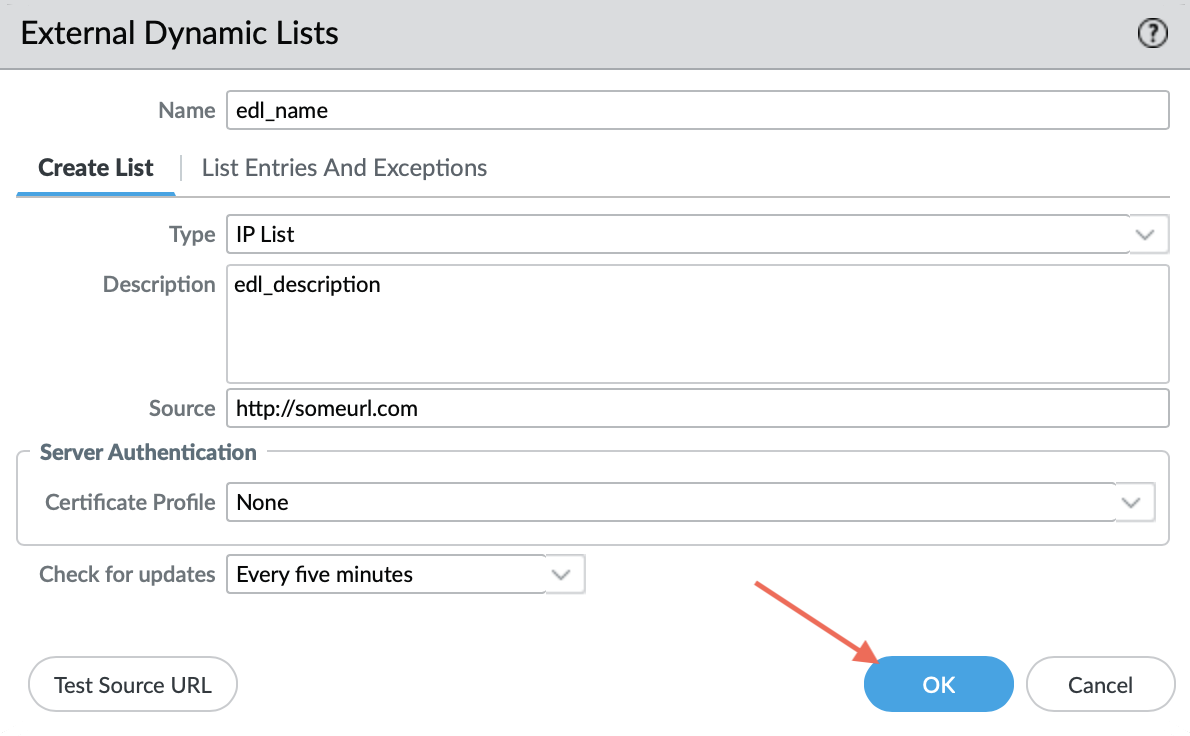 External Dynamic Lists
?
Name edl_name
Create List List Entries And Exceptions
Type IP List
Description edl_description
Source http://someurl.com
Server Authentication
Certificate Profile None
Check for updates Every five minutes
Test Source URL OK Cancel